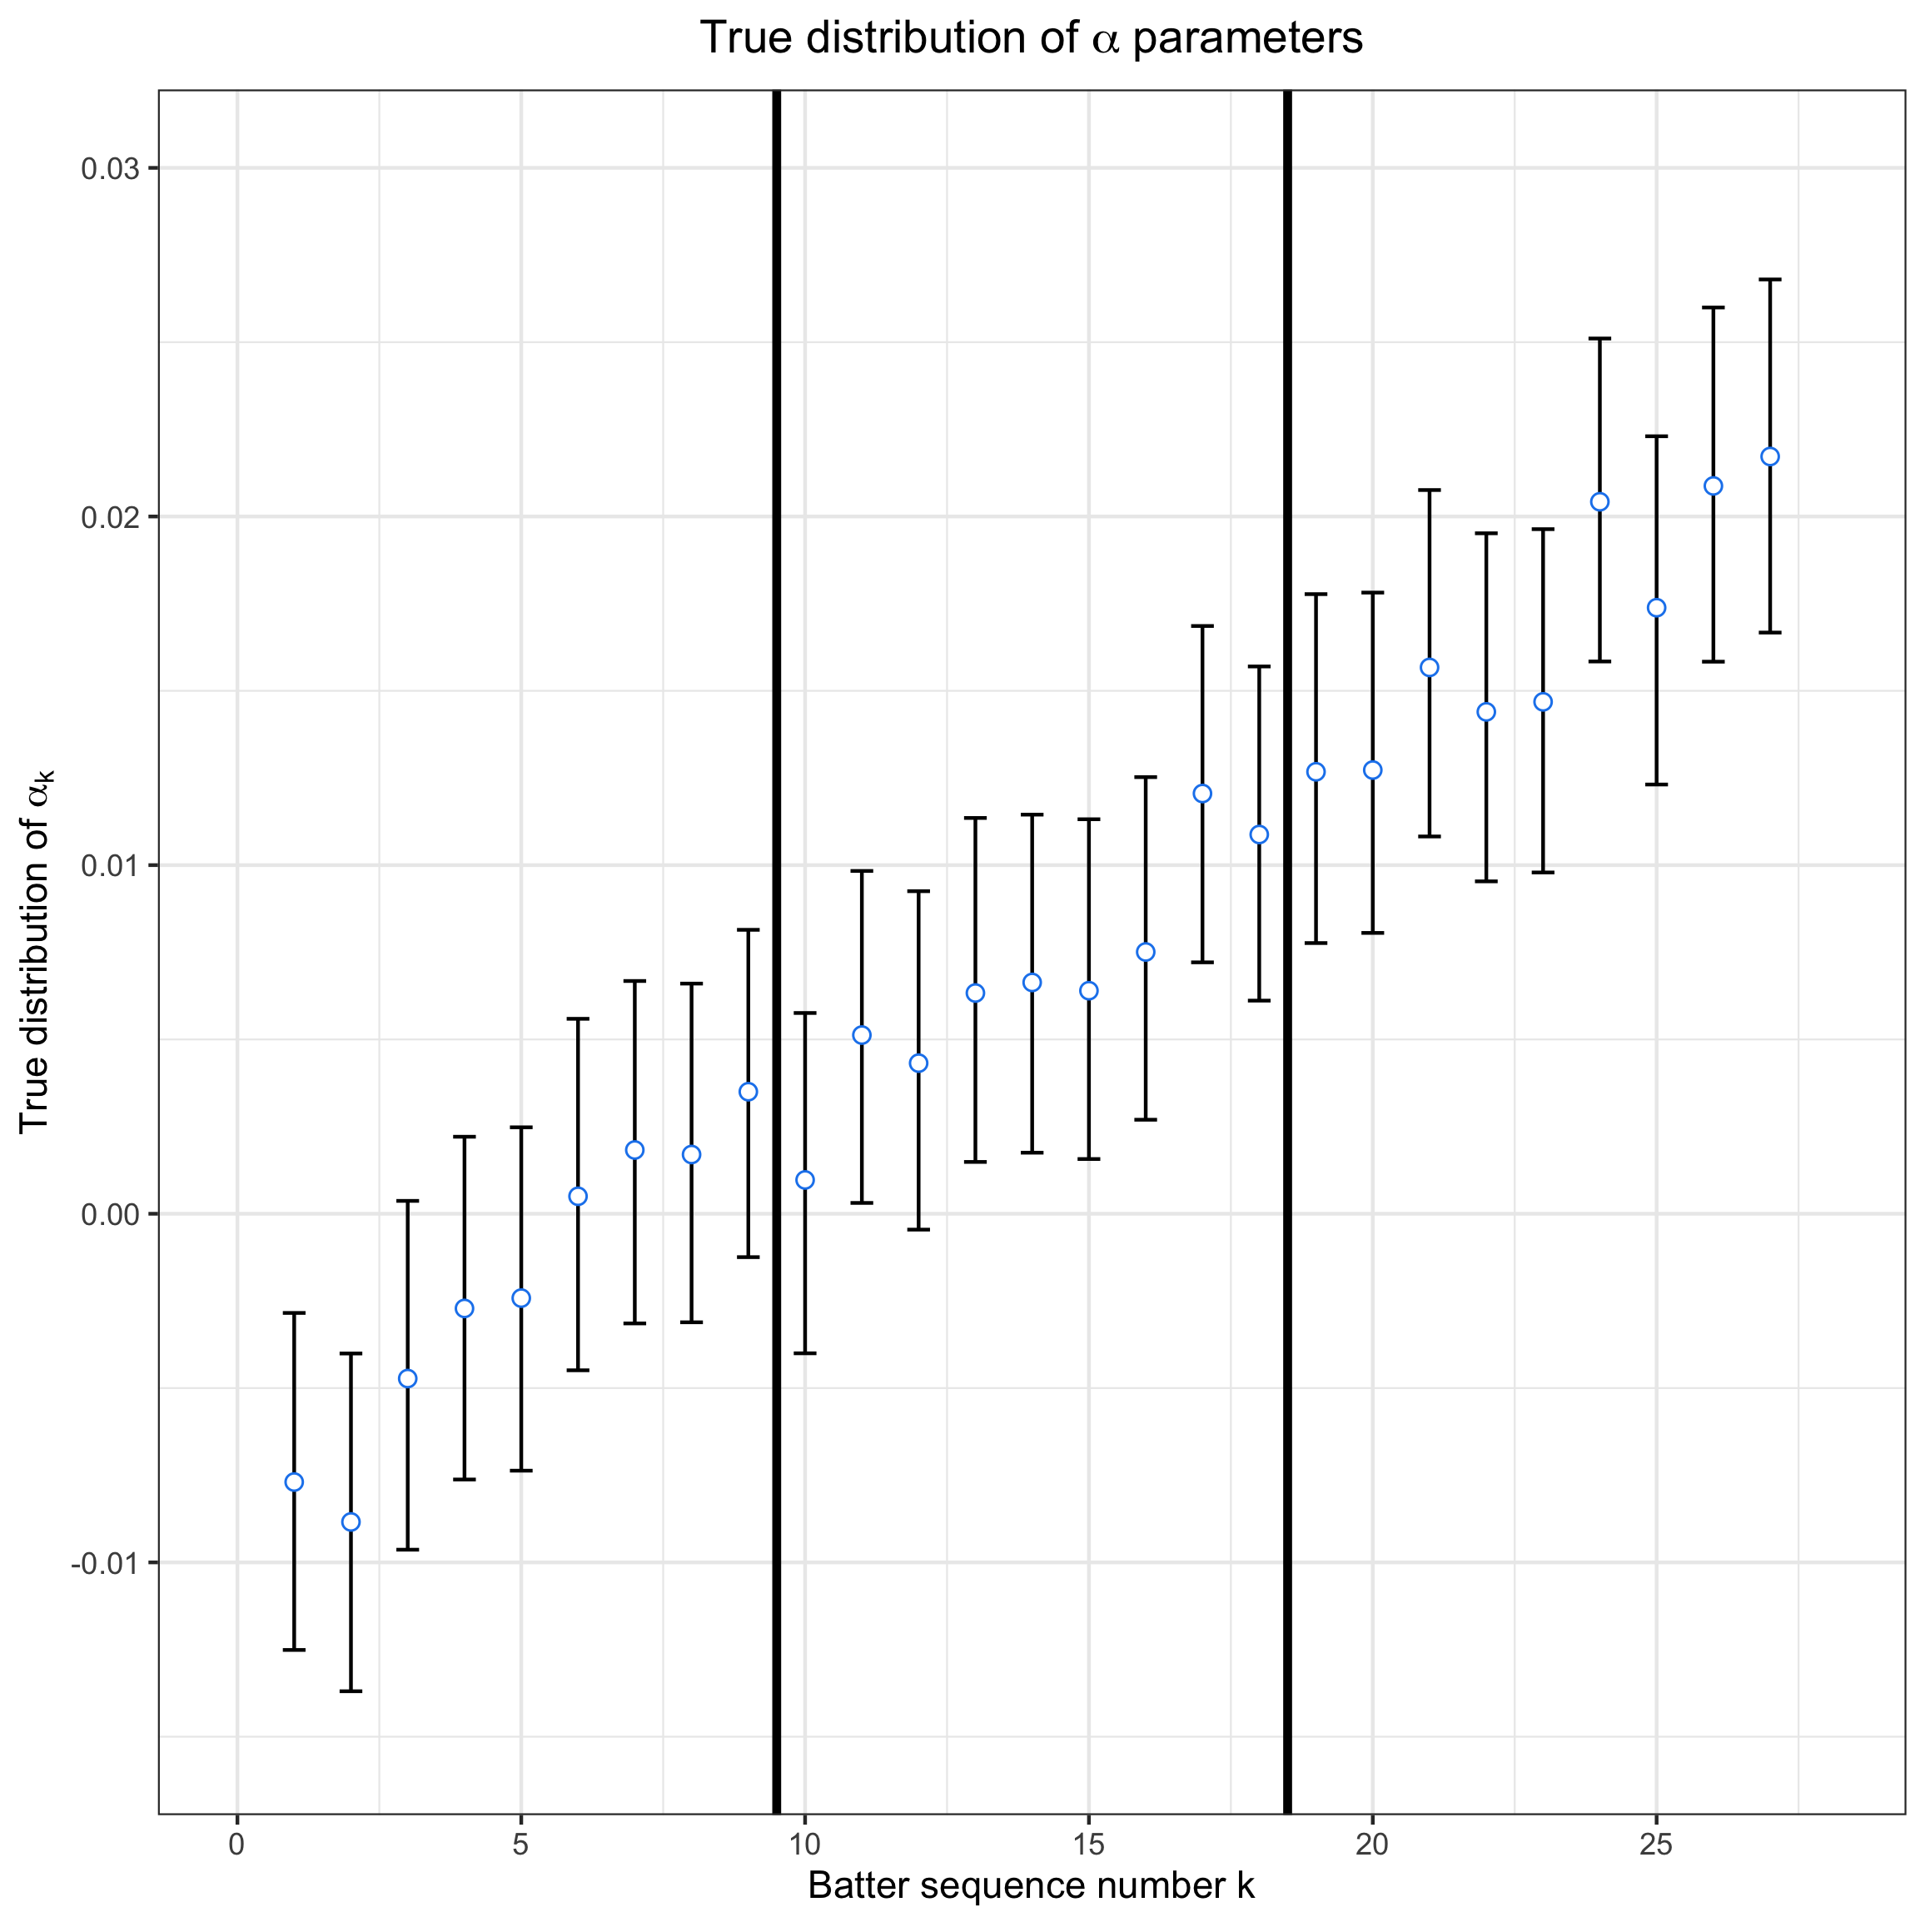 True distribution of α parameters
True distribution of αk
0.03
0.02
0.01
0.00
-0.01
0 5 10 15 20 25
Batter sequence number k